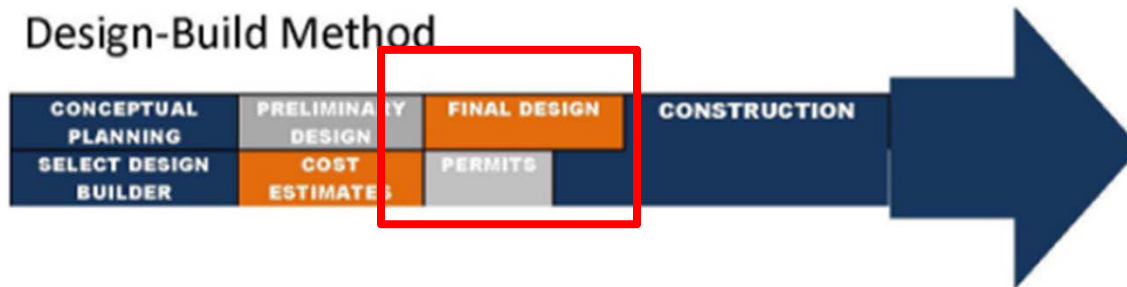 Design-Build Method
CONCEPTUAL
PLANNING
PRELIMINARY
DESIGN
FINAL DESIGN
CONSTRUCTION
SELECT DESIGN
BUILDER
COST
ESTIMATES
PERMITS